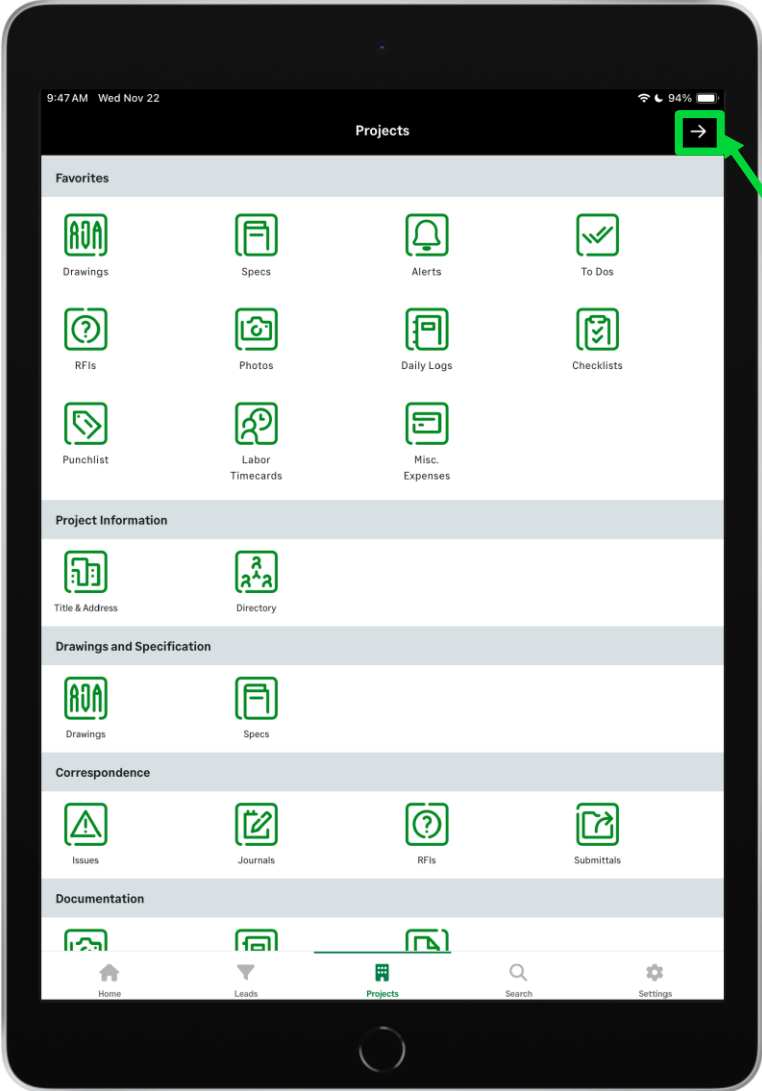 9:47 AM Wed Nov 22
94%
Projects
Favorites
Drawings
Specs
Alerts
To Dos
RFIs
Photos
Daily Logs
Checklists
Punchlist
Labor
Timecards
Misc.
Expenses
Project Information
Title & Address
Directory
Drawings and Specification
Drawings
Specs
Correspondence
Issues
Journals
RFIs
Submittals
Documentation
Home
Leads
Projects
Search
Settings